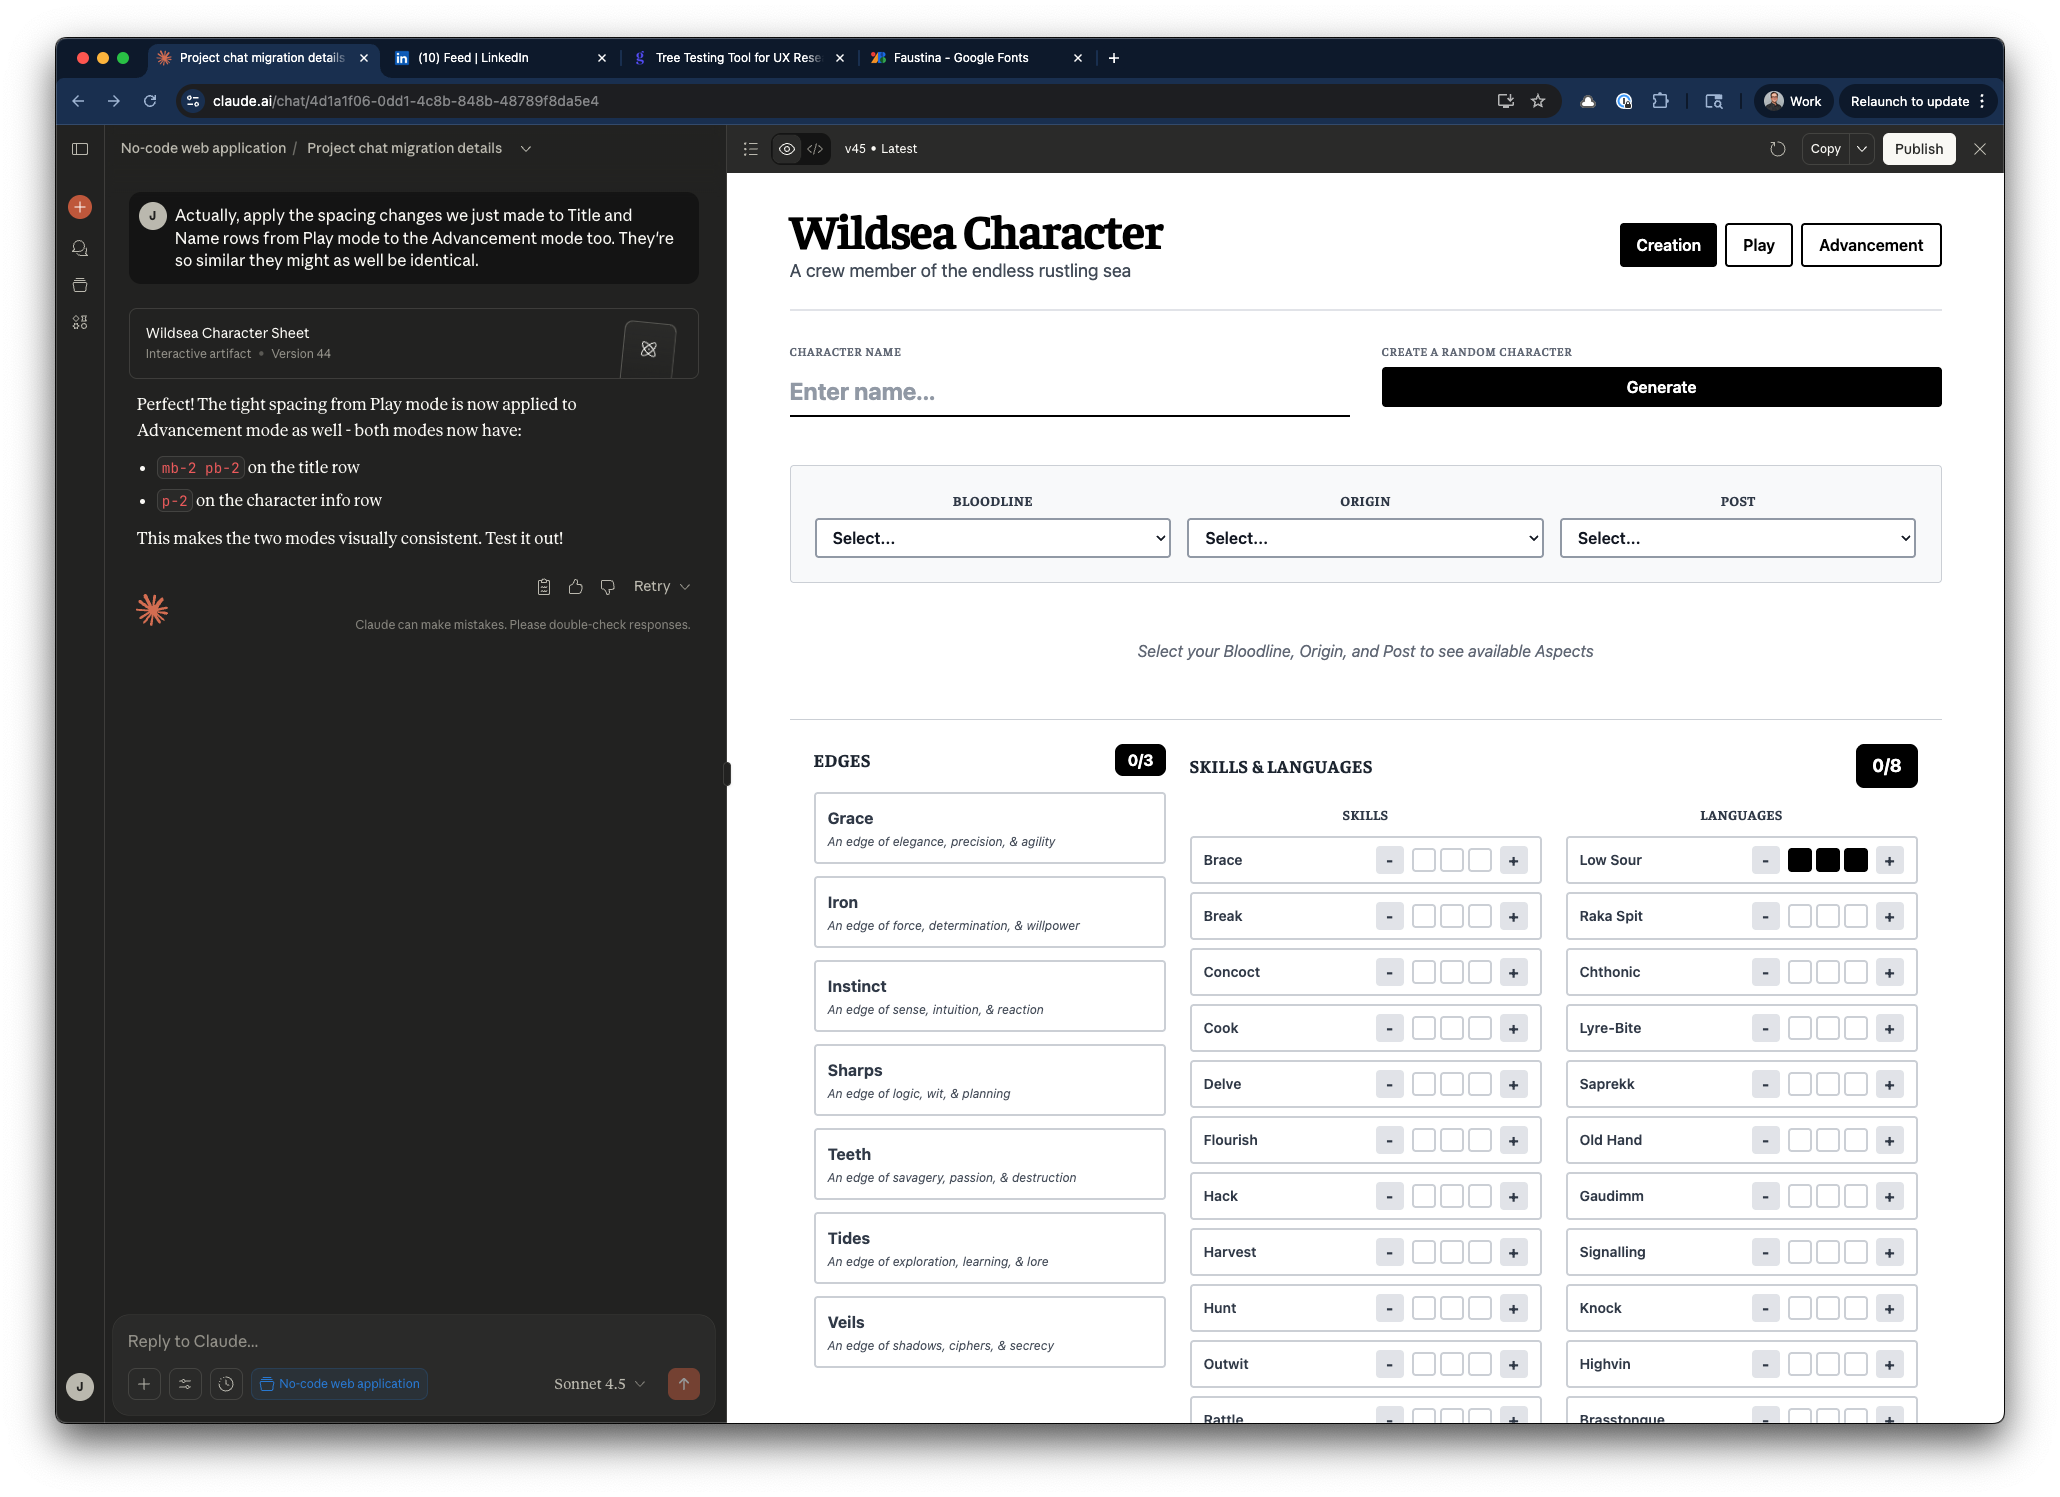 Project chat migration details
(10) Feed | LinkedIn
Tree Testing Tool for UX Rese
Faustina - Google Fonts
claude.ai/chat/4d1a1f06-0dd1-4c8b-848b-48789f8da5e4
Work
Relaunch to update
No-code web application / Project chat migration details
J
Actually, apply the spacing changes we just made to Title and
Name rows from Play mode to the Advancement mode too. They're
so similar they might as well be identical.
Wildsea Character Sheet
Interactive artifact • Version 44
Perfect! The tight spacing from Play mode is now applied to
Advancement mode as well - both modes now have:
• mb-2 pb-2 on the title row
• p-2 on the character info row
This makes the two modes visually consistent. Test it out!
Retry
Claude can make mistakes. Please double-check responses.
Reply to Claude...
No-code web application
Sonnet 4.5
J
v45 • Latest
Copy
Publish
Wildsea Character
A crew member of the endless rustling sea
Creation
Play
Advancement
CHARACTER NAME
Enter name...
CREATE A RANDOM CHARACTER
Generate
BLOODLINE
Select...
ORIGIN
Select...
POST
Select...
Select your Bloodline, Origin, and Post to see available Aspects
EDGES
0/3
Grace
An edge of elegance, precision, & agility
Iron
An edge of force, determination, & willpower
Instinct
An edge of sense, intuition, & reaction
Sharps
An edge of logic, wit, & planning
Teeth
An edge of savagery, passion, & destruction
Tides
An edge of exploration, learning, & lore
Veils
An edge of shadows, ciphers, & secrecy
SKILLS & LANGUAGES
0/8
SKILLS
Brace - +
Break - +
Concoct - +
Cook - +
Delve - +
Flourish - +
Hack - +
Harvest - +
Hunt - +
Outwit - +
Rattle - +
LANGUAGES
Low Sour - +
Raka Spit - +
Chthonic - +
Lyre-Bite - +
Saprekk - +
Old Hand - +
Gaudimm - +
Signalling - +
Knock - +
Highvin - +
Brasstongue - +